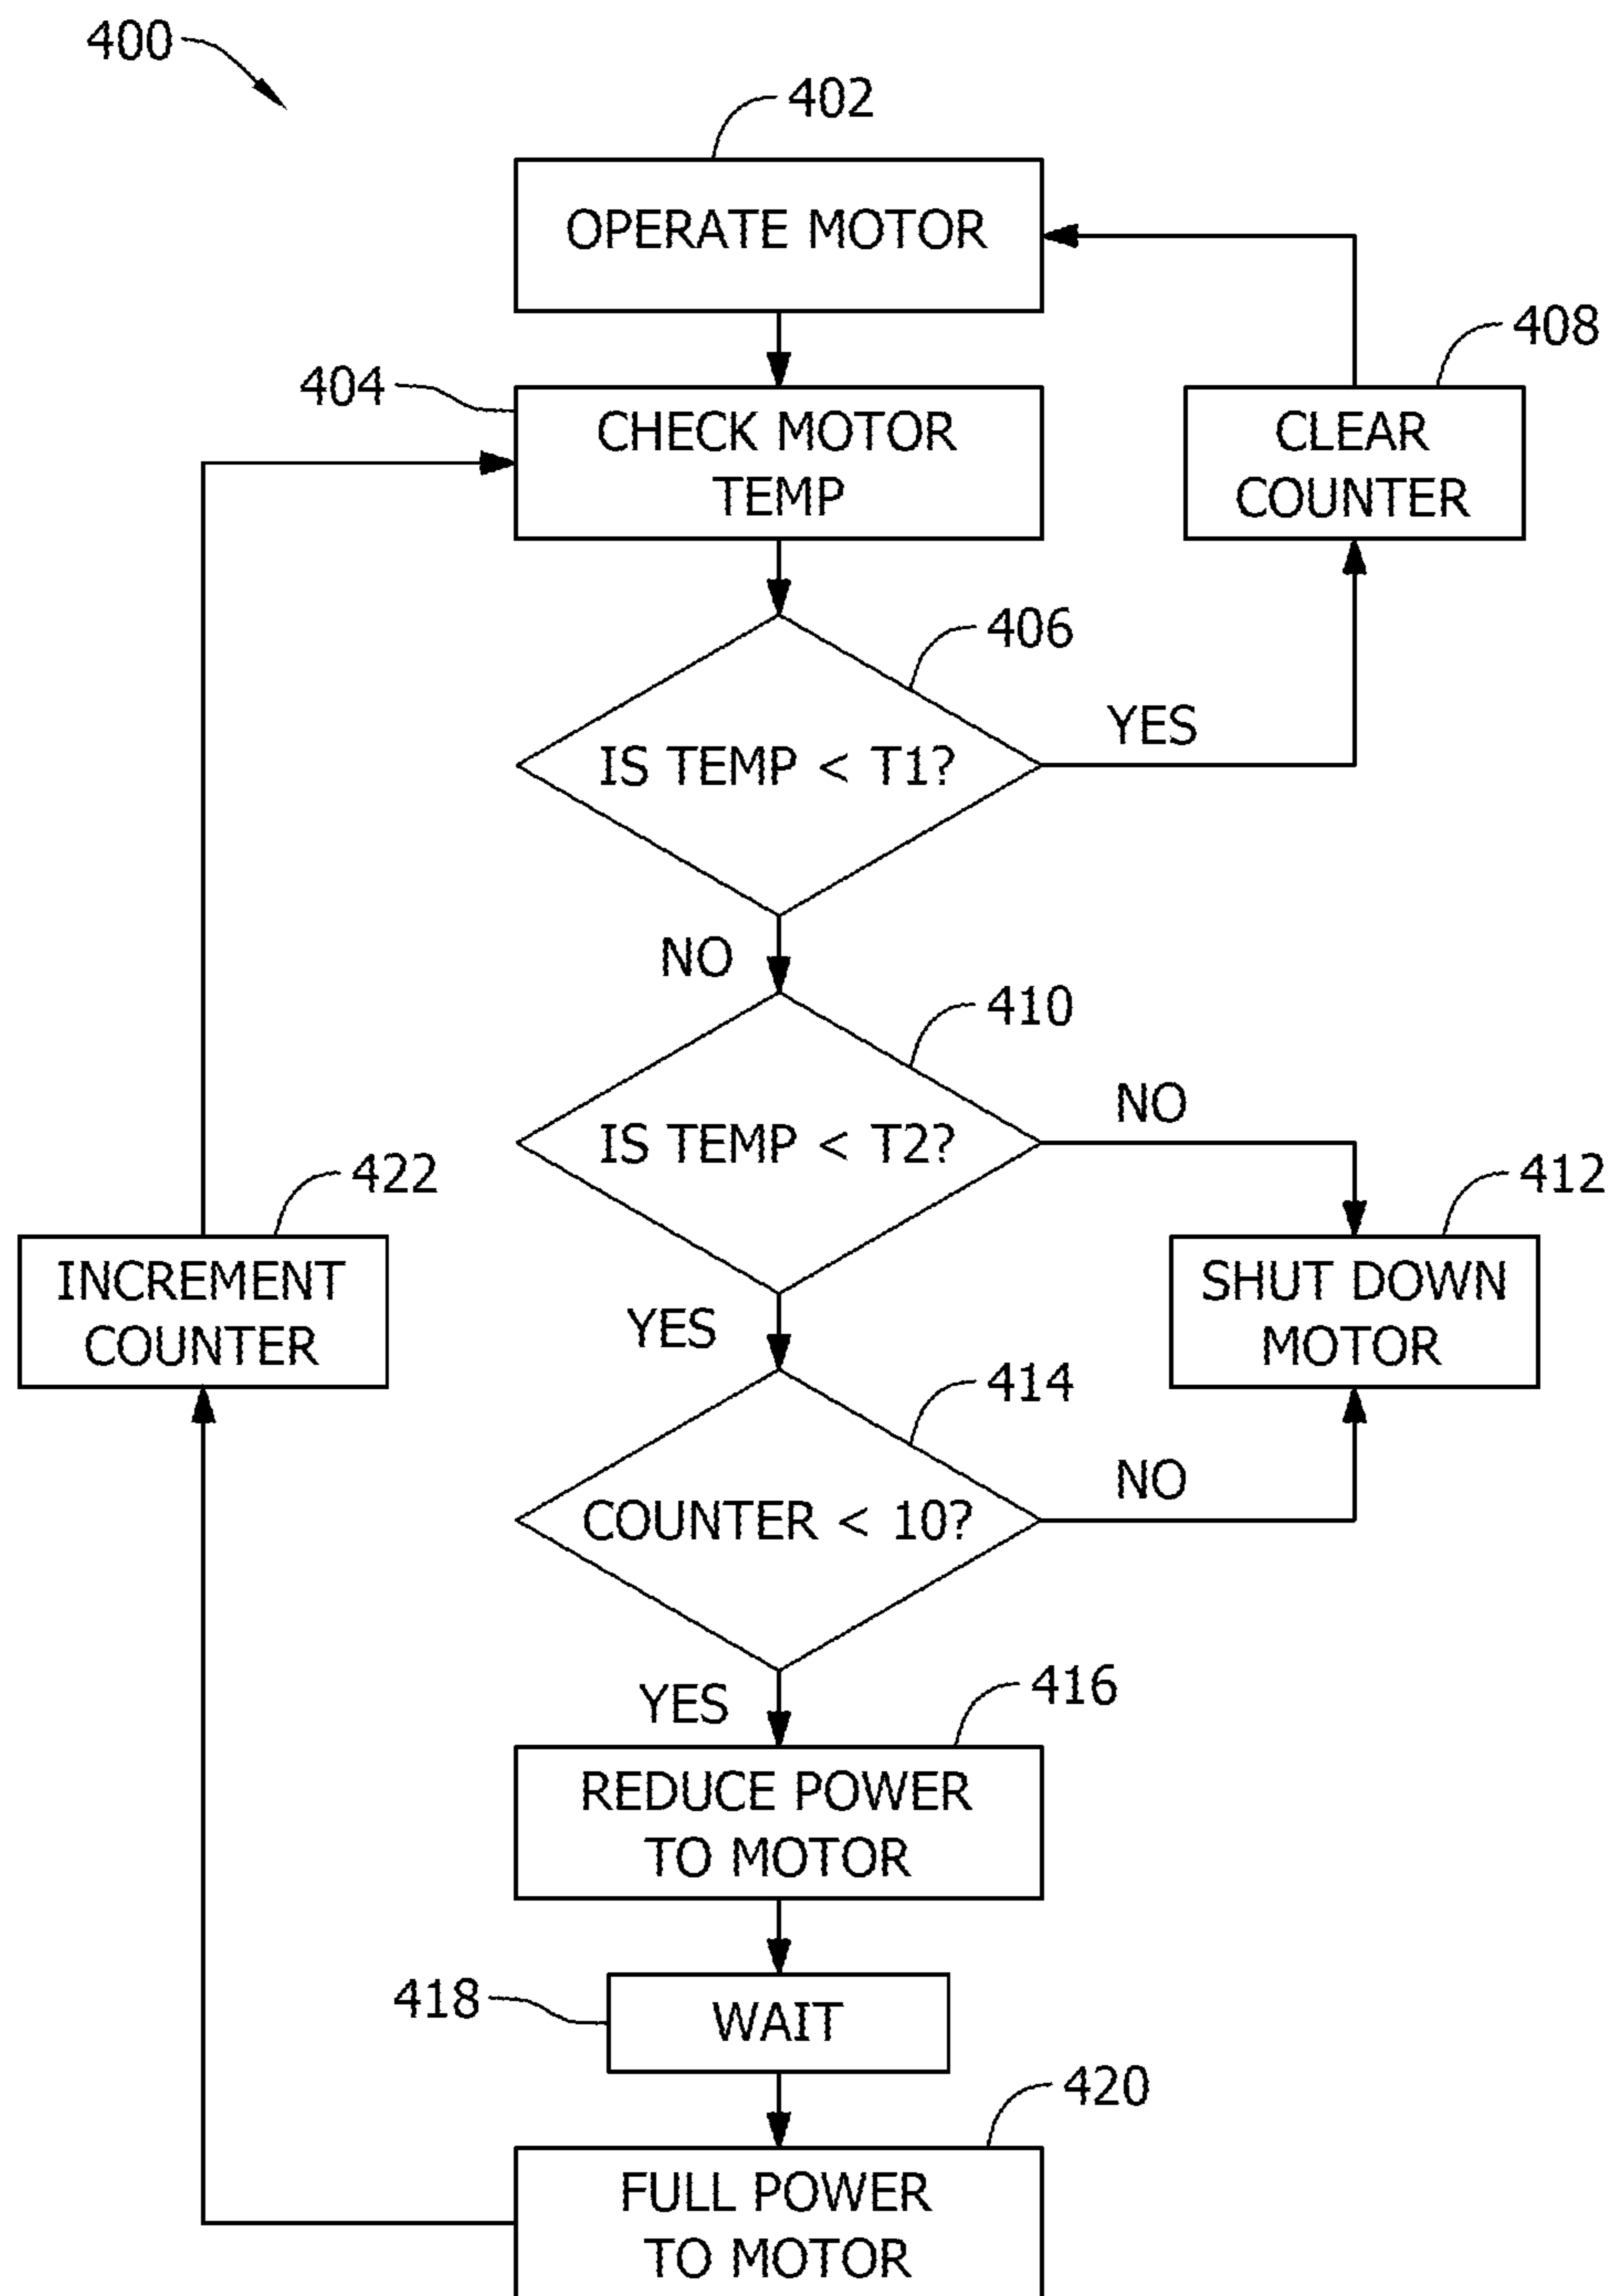 400
402
OPERATE MOTOR
408
404
CHECK MOTOR
TEMP
CLEAR
COUNTER
406
IS TEMP < T1?
YES
NO
410
IS TEMP < T2?
NO
422
412
INCREMENT
COUNTER
SHUT DOWN
MOTOR
YES
414
COUNTER < 10?
NO
YES
416
REDUCE POWER
TO MOTOR
418
WAIT
420
FULL POWER
TO MOTOR